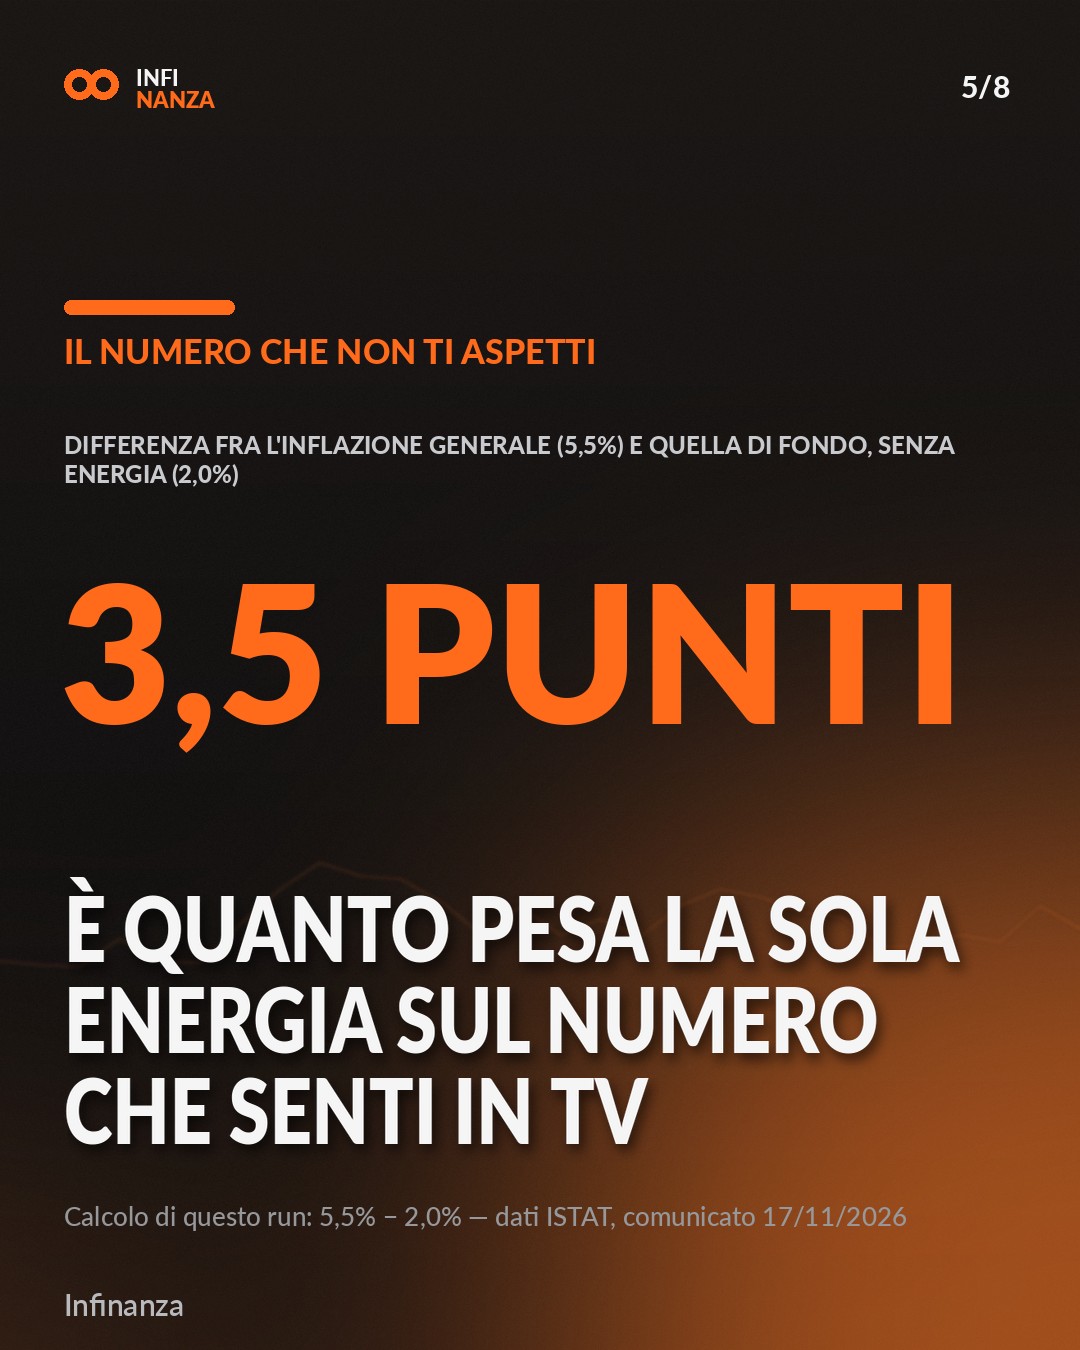 INFI
NANZA
5/8
IL NUMERO CHE NON TI ASPETTI
DIFFERENZA FRA L'INFLAZIONE GENERALE (5,5%) E QUELLA DI FONDO, SENZA
ENERGIA (2,0%)
3,5 PUNTI
È QUANTO PESA LA SOLA
ENERGIA SUL NUMERO
CHE SENTI IN TV
Calcolo di questo run: 5,5% − 2,0% — dati ISTAT, comunicato 17/11/2026
Infinanza